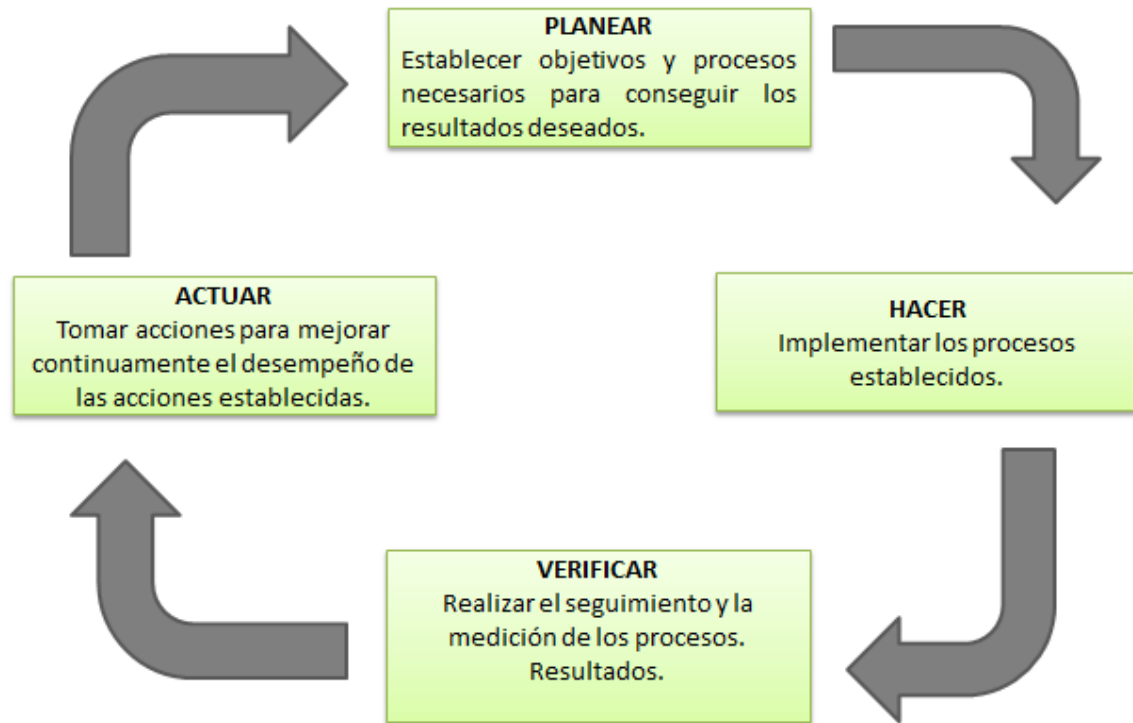 PLANEAR
Establecer objetivos y procesos
necesarios para conseguir los
resultados deseados.
HACER
Implementar los procesos
establecidos.
VERIFICAR
Realizar el seguimiento y la
medición de los procesos.
Resultados.
ACTUAR
Tomar acciones para mejorar
continuamente el desempeño de
las acciones establecidas.